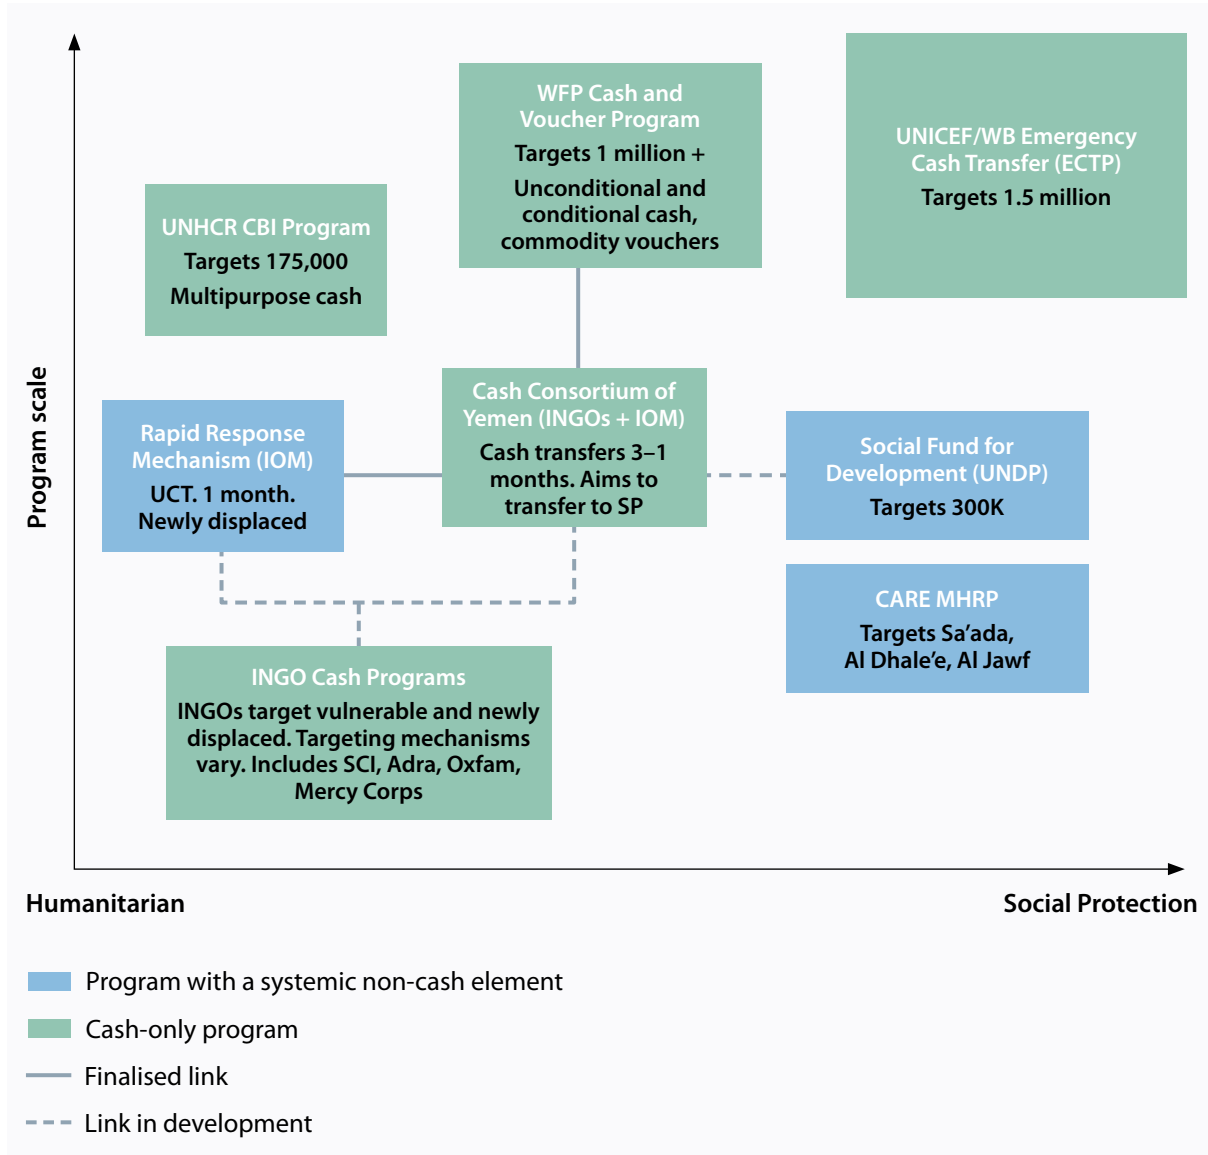 WFP Cash and
Voucher Program
Targets 1 million +
Unconditional and
conditional cash,
commodity vouchers
UNICEF/WB Emergency
Cash Transfer (ECTP)
Targets 1.5 million
UNHCR CBI Program
Targets 175,000
Multipurpose cash
Program scale
Rapid Response
Mechanism (IOM)
UCT. 1 month.
Newly displaced
Cash Consortium of
Yemen (INGOs + IOM)
Cash transfers 3–1
months. Aims to
transfer to SP
Social Fund for
Development (UNDP)
Targets 300K
CARE MHRP
Targets Sa’ada,
Al Dhale’e, Al Jawf
INGO Cash Programs
INGOs target vulnerable and newly
displaced. Targeting mechanisms
vary. Includes SCI, Adra, Oxfam,
Mercy Corps
Humanitarian
Social Protection
Program with a systemic non-cash element
Cash-only program
Finalised link
Link in development